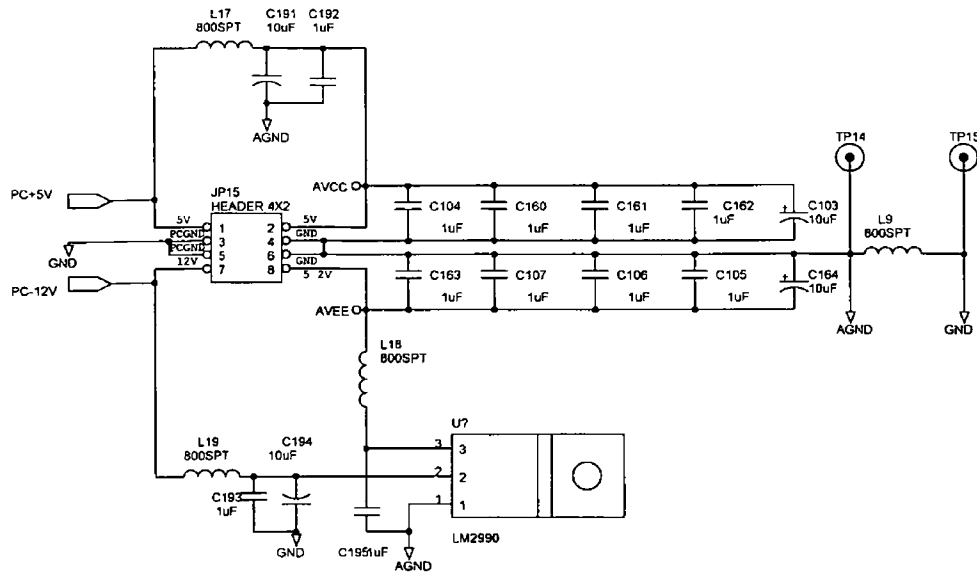 L17
800SPT
C191
10uF
C192
1uF
AGND
PC+5V
JP15
HEADER 4X2
5V
1
2
5V
PCGND
3
4
GND
PCGND
5
6
GND
12V
7
8
5 2V
GND
PC-12V
AVCC
C104
1uF
C160
1uF
C161
1uF
C162
1uF
+
C103
10uF
TP14
TP15
L9
800SPT
AVEE
C163
1uF
C107
1uF
C106
1uF
C105
1uF
+
C164
10uF
AGND
GND
L18
800SPT
U?
3
3
2
2
1
1
LM2990
L19
800SPT
C194
10uF
C193
1uF
GND
C195
1uF
AGND